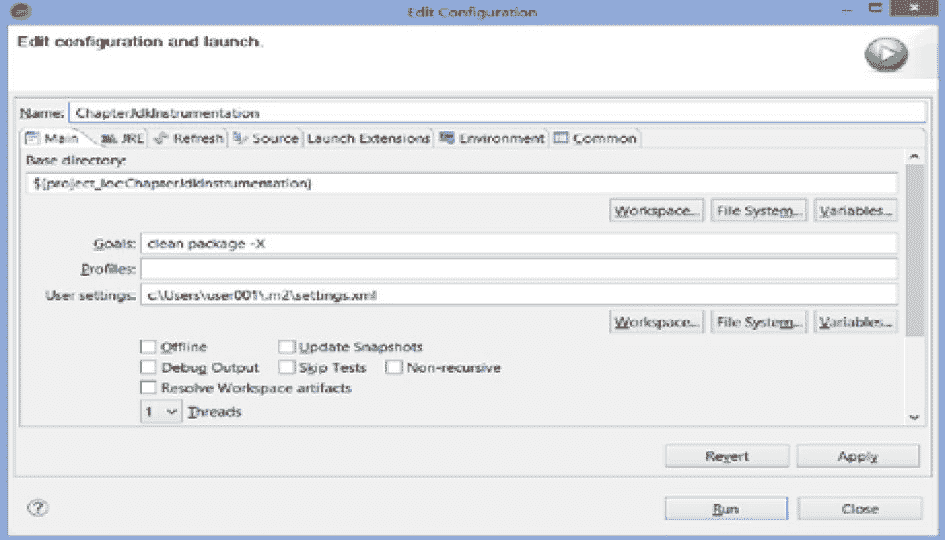 Edit Configuration
Edit configuration and launch.
Name: ChapterJdkInstrumentation
Main JRE Refresh Source Launch Extensions Environment Common
Base directory:
${project_loc:ChapterJdkInstrumentation}
Workspace... File System... Variables...
Goals: clean package -X
Profiles:
User settings: c:\Users\user001\.m2\settings.xml
Workspace... File System... Variables...
Offline Update Snapshots
Debug Output Skip Tests Non-recursive
Resolve Workspace artifacts
1 Threads
Revert Apply
? Run Close